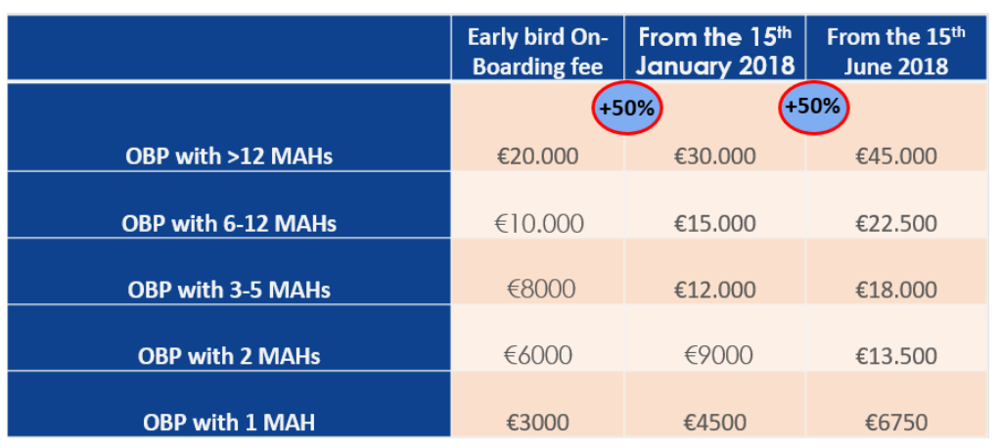 Early bird On-
Boarding fee
From the 15th
January 2018
From the 15th
June 2018
+50%
+50%
OBP with >12 MAHs €20.000 €30.000 €45.000
OBP with 6-12 MAHs €10.000 €15.000 €22.500
OBP with 3-5 MAHs €8000 €12.000 €18.000
OBP with 2 MAHs €6000 €9000 €13.500
OBP with 1 MAH €3000 €4500 €6750